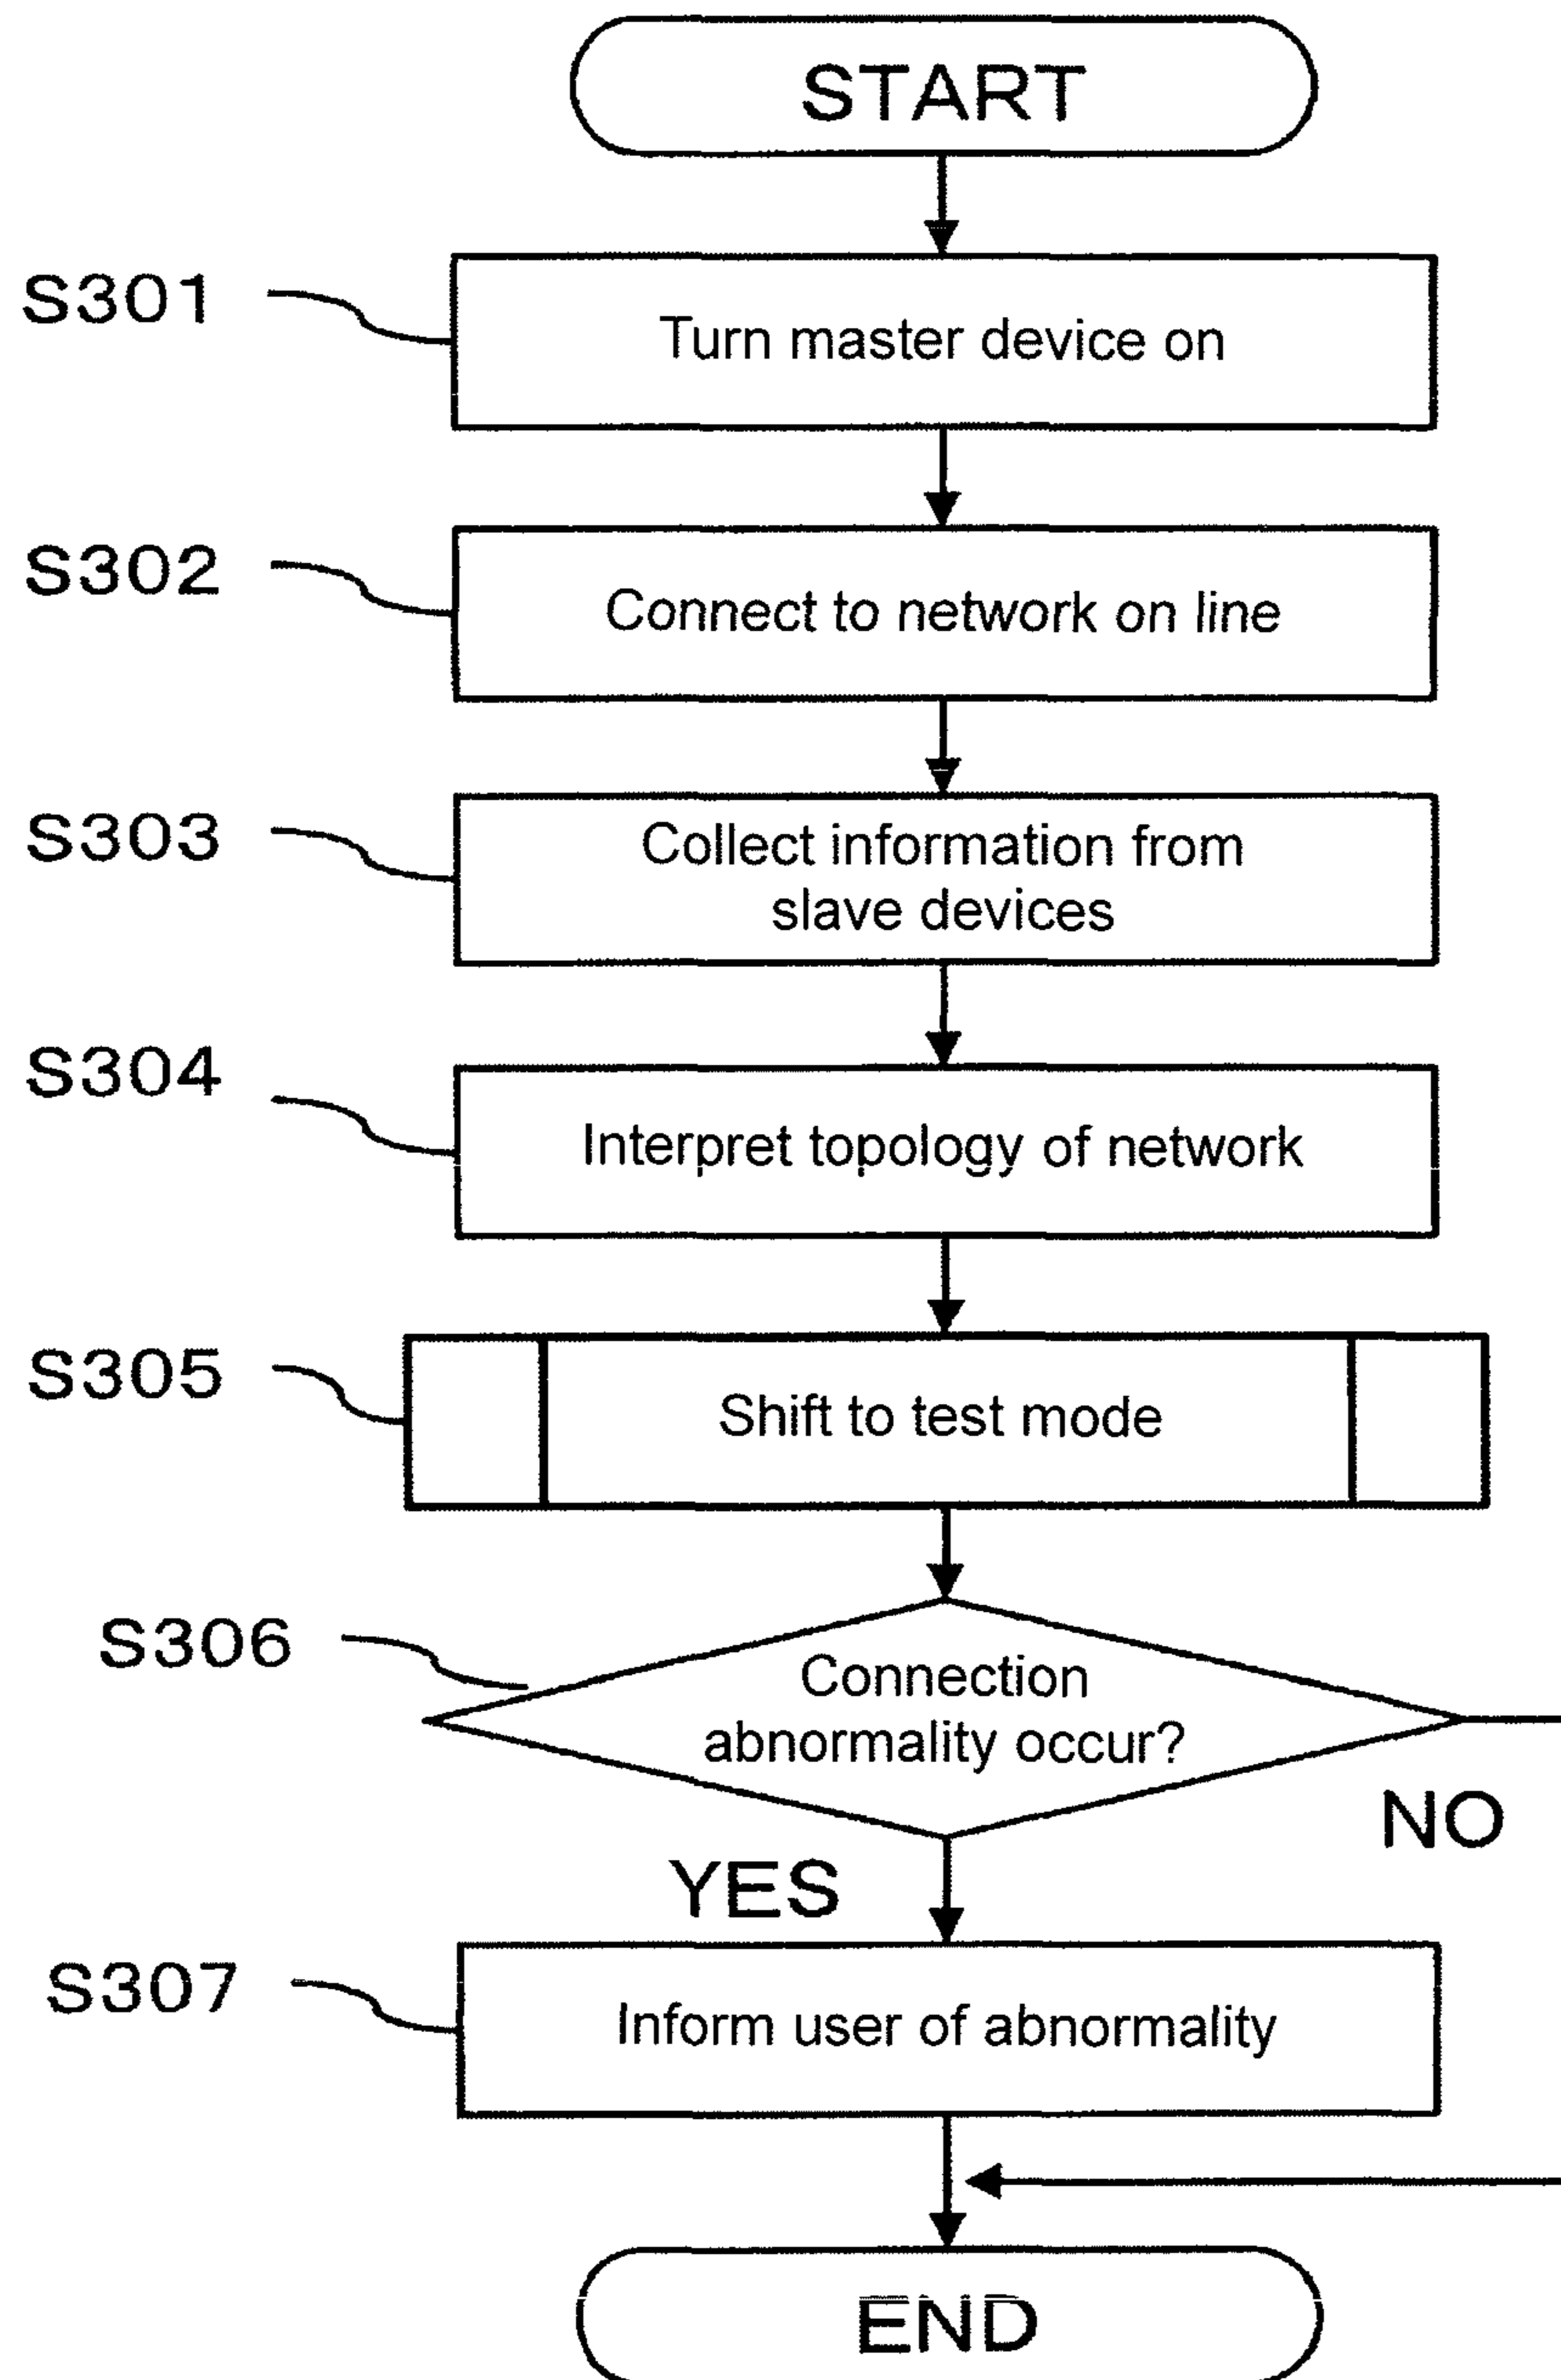 START
S301
Turn master device on
S302
Connect to network on line
S303
Collect information from
slave devices
S304
Interpret topology of network
S305
Shift to test mode
S306
Connection
abnormality occur?
NO
YES
S307
Inform user of abnormality
END